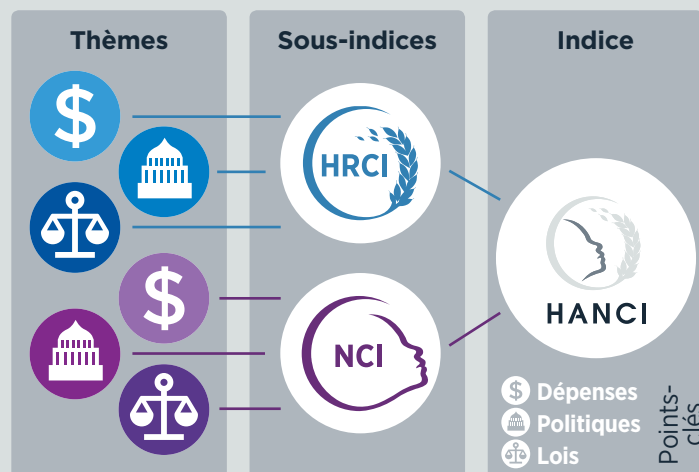 Thèmes
Sous-indices
Indice
$
HRCI
$
NCI
HANCI
$ Dépenses
Politiques
Lois
Points-
clés